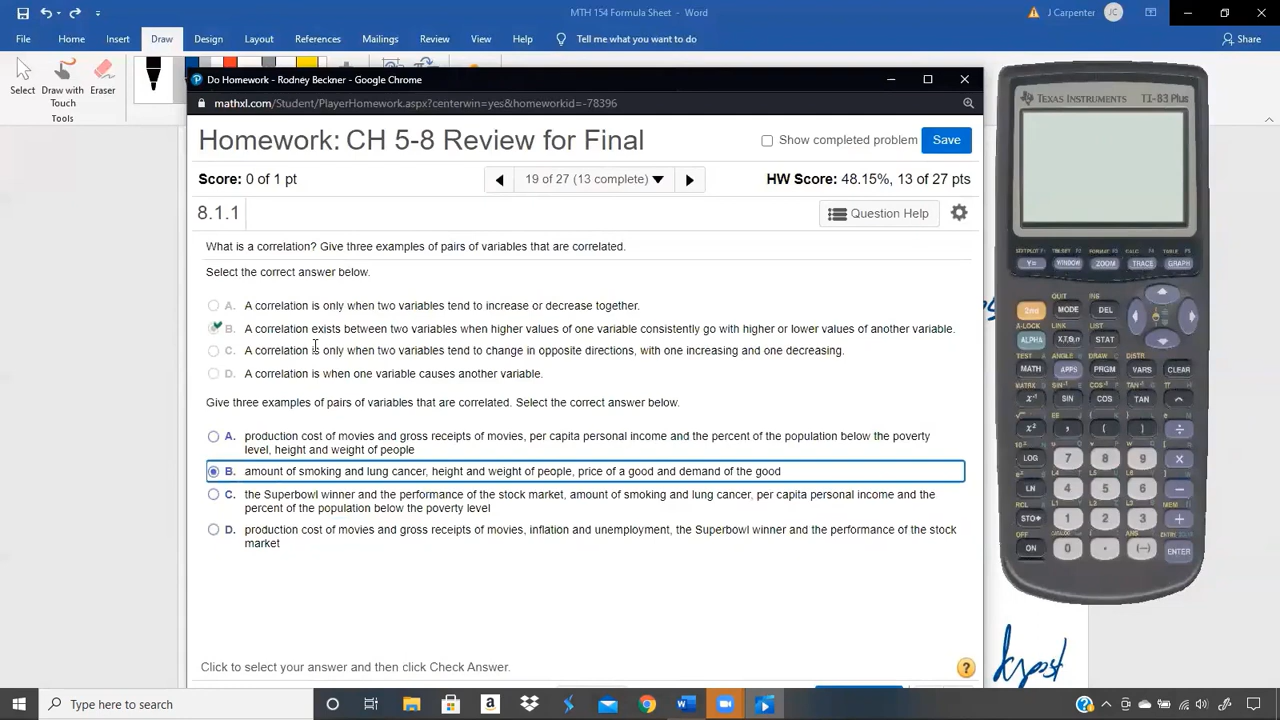 MTH 154 Formula Sheet - Word
J Carpenter
JC
File
Home
Insert
Draw
Design
Layout
References
Mailings
Review
View
Help
Tell me what you want to do
Share
Select
Draw with Touch
Eraser
Tools
Do Homework - Rodney Beckner - Google Chrome
mathxl.com/Student/PlayerHomework.aspx?centerwin=yes&homeworkid=-78396
Homework: CH 5-8 Review for Final
Show completed problem
Save
Score: 0 of 1 pt
19 of 27 (13 complete)
HW Score: 48.15%, 13 of 27 pts
8.1.1
Question Help
What is a correlation? Give three examples of pairs of variables that are correlated.
Select the correct answer below.
A. A correlation is only when two variables tend to increase or decrease together.
B. A correlation exists between two variables when higher values of one variable consistently go with higher or lower values of another variable.
C. A correlation is only when two variables tend to change in opposite directions, with one increasing and one decreasing.
D. A correlation is when one variable causes another variable.
Give three examples of pairs of variables that are correlated. Select the correct answer below.
A. production cost of movies and gross receipts of movies, per capita personal income and the percent of the population below the poverty
level, height and weight of people
B. amount of smoking and lung cancer, height and weight of people, price of a good and demand of the good
C. the Superbowl winner and the performance of the stock market, amount of smoking and lung cancer, per capita personal income and the
percent of the population below the poverty level
D. production cost of movies and gross receipts of movies, inflation and unemployment, the Superbowl winner and the performance of the stock
market
Click to select your answer and then click Check Answer.
?
TEXAS INSTRUMENTS TI-83 Plus
Y= WINDOW ZOOM TRACE GRAPH
QUIT INS
2nd MODE DEL
A-LOCK LINK LIST
ALPHA X,T,θ,n STAT
TEST A ANGLE B DRAW C DISTR
MATH APPS PRGM VARS CLEAR
x⁻¹ SIN COS TAN ^
x² , ( ) ÷
LOG 7 8 9 ×
LN 4 5 6 −
STO▸ 1 2 3 +
OFF
ON 0 . (−) ENTER
Type here to search